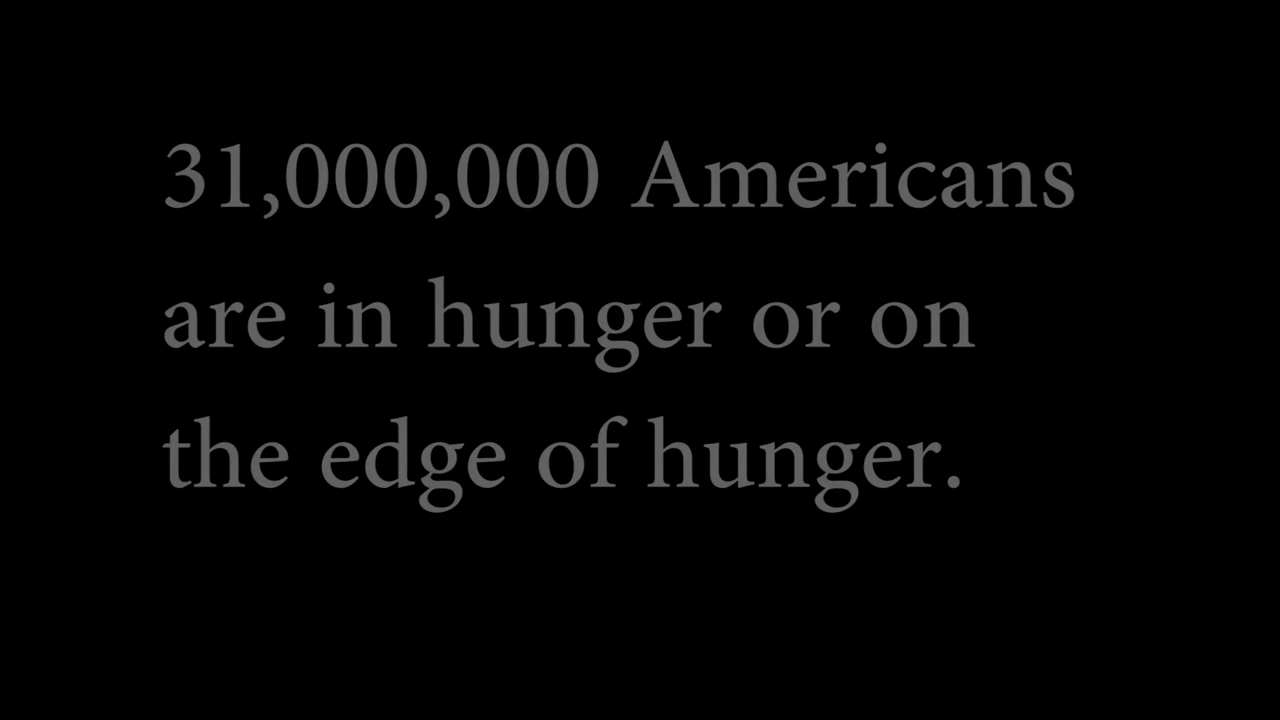 31,000,000 Americans
are in hunger or on
the edge of hunger.